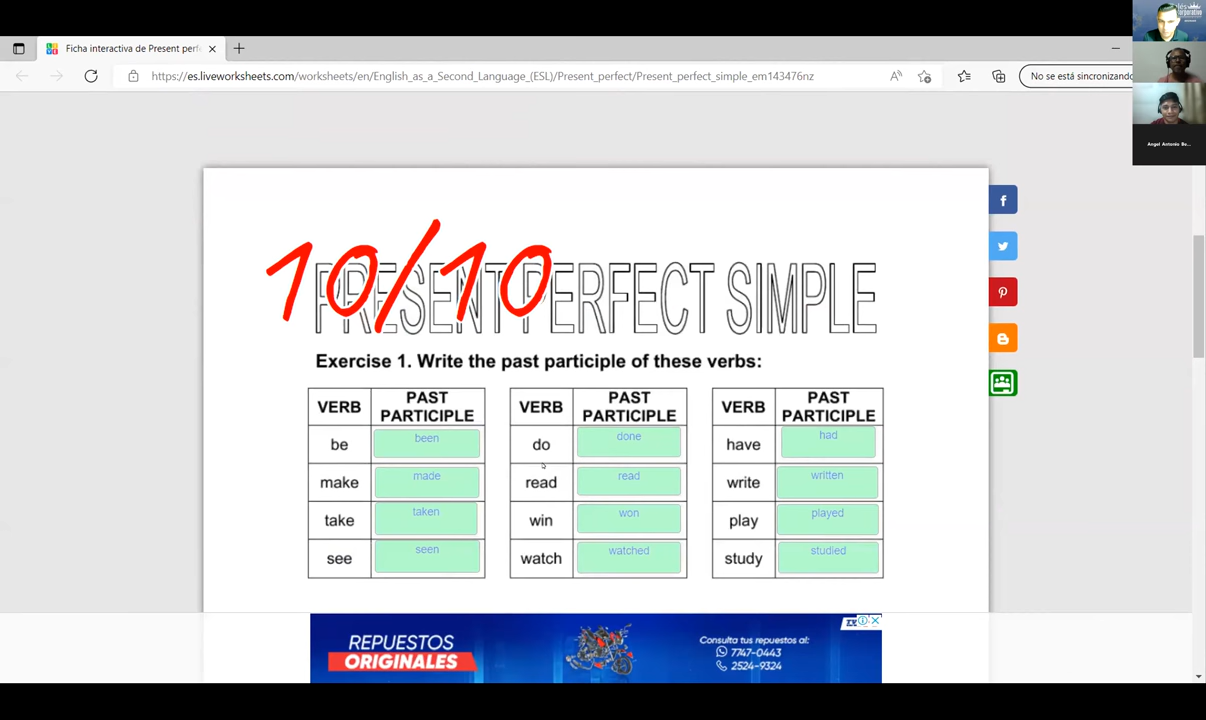 Ficha interactiva de Present perf
https://es.liveworksheets.com/worksheets/en/English_as_a_Second_Language_(ESL)/Present_perfect/Present_perfect_simple_em143476nz
No se está sincronizando
Angel Antonio Be...
10/10
PRESENT PERFECT SIMPLE
Exercise 1. Write the past participle of these verbs:
VERB PAST PARTICIPLE
be been
make made
take taken
see seen
VERB PAST PARTICIPLE
do done
read read
win won
watch watched
VERB PAST PARTICIPLE
have had
write written
play played
study studied
REPUESTOS
ORIGINALES
Consulta tus repuestos al:
7747-0443
2524-9324